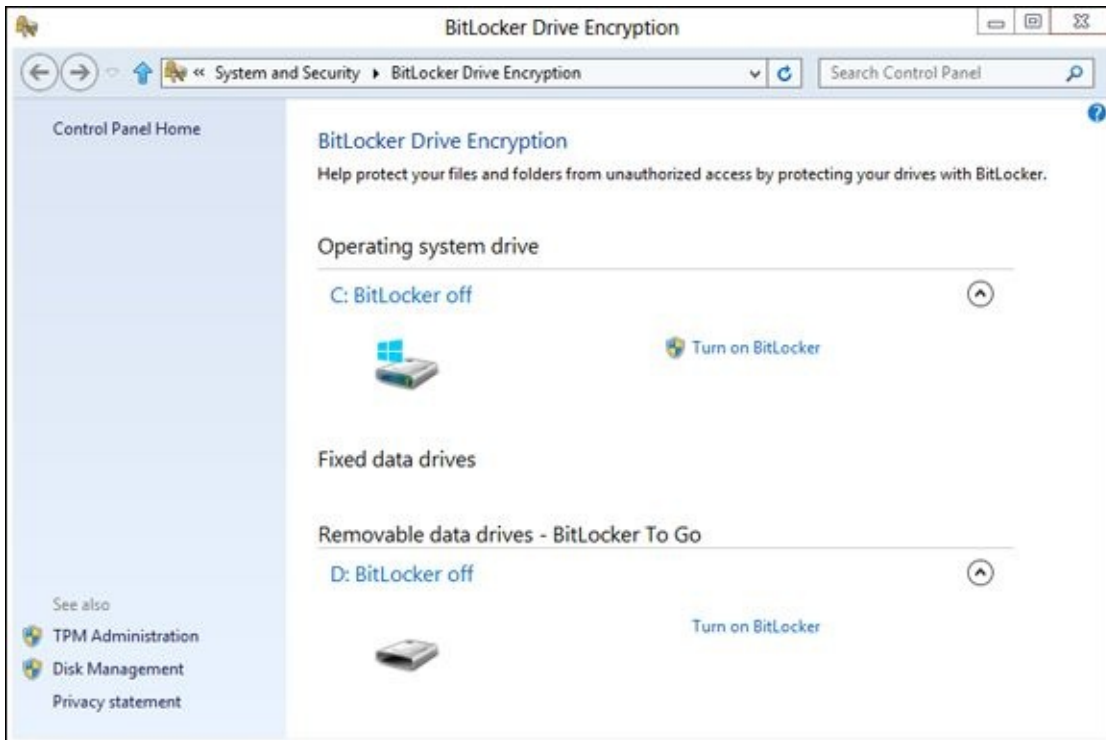 BitLocker Drive Encryption
« System and Security ▸ BitLocker Drive Encryption
Search Control Panel
Control Panel Home
BitLocker Drive Encryption
Help protect your files and folders from unauthorized access by protecting your drives with BitLocker.
Operating system drive
C: BitLocker off
Turn on BitLocker
Fixed data drives
Removable data drives - BitLocker To Go
D: BitLocker off
Turn on BitLocker
See also
TPM Administration
Disk Management
Privacy statement